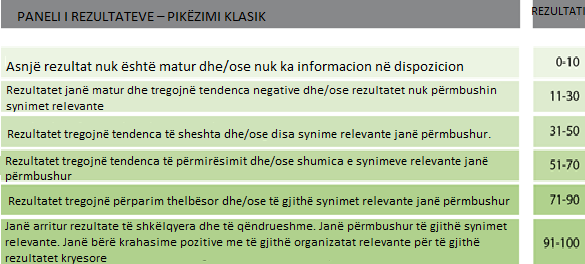 PANELI I REZULTATEVE – PIKËZIMI KLASIK
REZULTATI
Asnjë rezultat nuk është matur dhe/ose nuk ka informacion në dispozicion
0-10
Rezultatet janë matur dhe tregojnë tendenca negative dhe/ose rezultatet nuk përmbushin
synimet relevante
11-30
Rezultatet tregojnë tendenca të sheshta dhe/ose disa synime relevante janë përmbushur.
31-50
Rezultatet tregojnë tendenca të përmirësimit dhe/ose shumica e synimeve relevante janë
përmbushur
51-70
Rezultatet tregojnë përparim thelbësor dhe/ose të gjithë synimet relevante janë përmbushur
71-90
Janë arritur rezultate të shkëlqyera dhe të qëndrueshme. Janë përmbushur të gjithë synimet
relevante. Janë bërë krahasime pozitive me të gjithë organizatat relevante për të gjithë
rezultatet kryesore
91-100